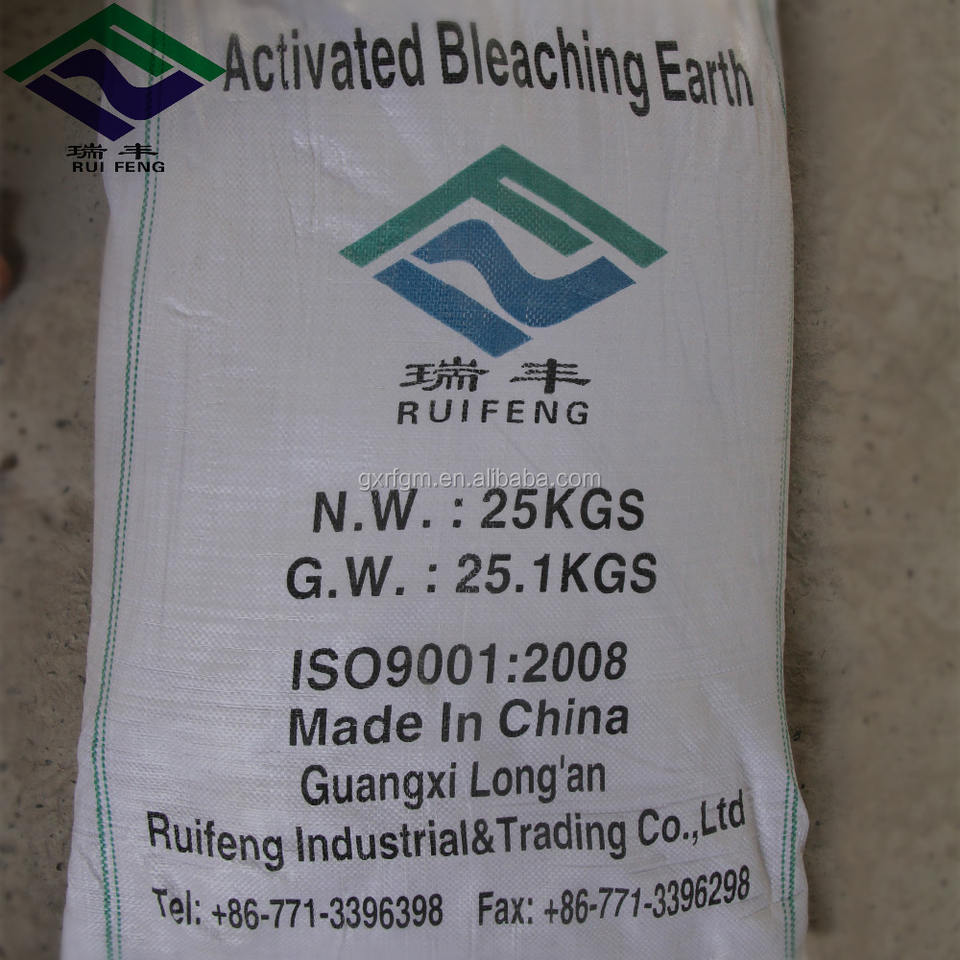 Activated Bleaching Earth
瑞丰
RUI FENG
瑞丰
RUIFENG
gxrfgm.en.alibaba.com
N.W. : 25KGS
G.W. : 25.1KGS
ISO9001:2008
Made In China
Guangxi Long'an
Ruifeng Industrial&Trading Co.,Ltd
Tel: +86-771-3396398 Fax: +86-771-3396298